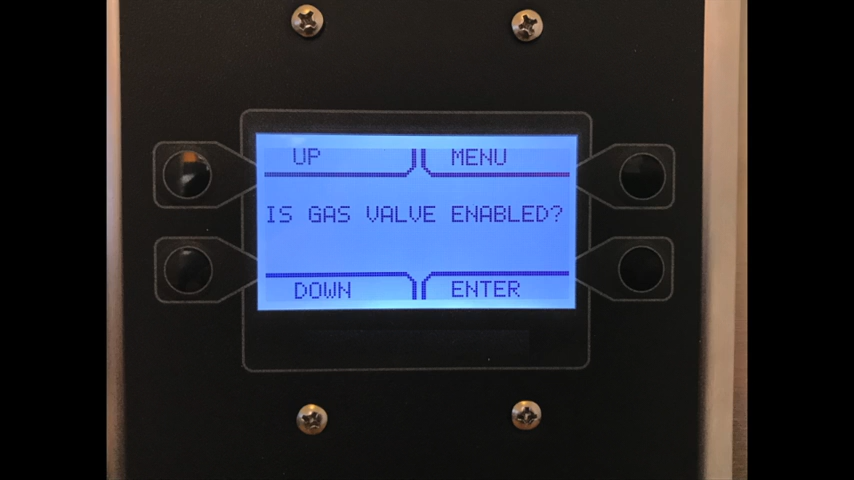 UP MENU
IS GAS VALVE ENABLED?
DOWN ENTER